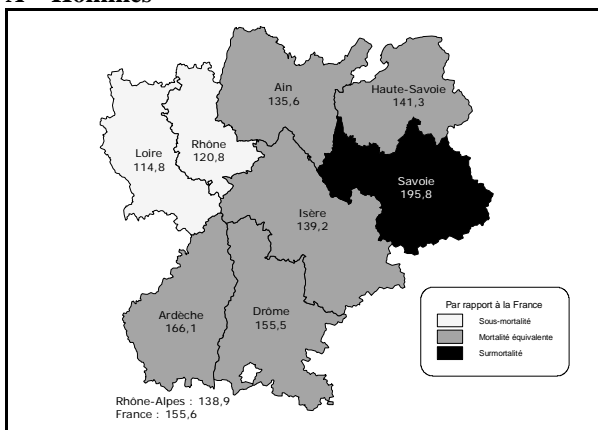 A – Hommes
Ain
135,6
Haute-Savoie
141,3
Rhône
120,8
Loire
114,8
Savoie
195,8
Isère
139,2
Ardèche
166,1
Drôme
155,5
Par rapport à la France
Sous-mortalité
Mortalité équivalente
Surmortalité
Rhône-Alpes : 138,9
France : 155,6